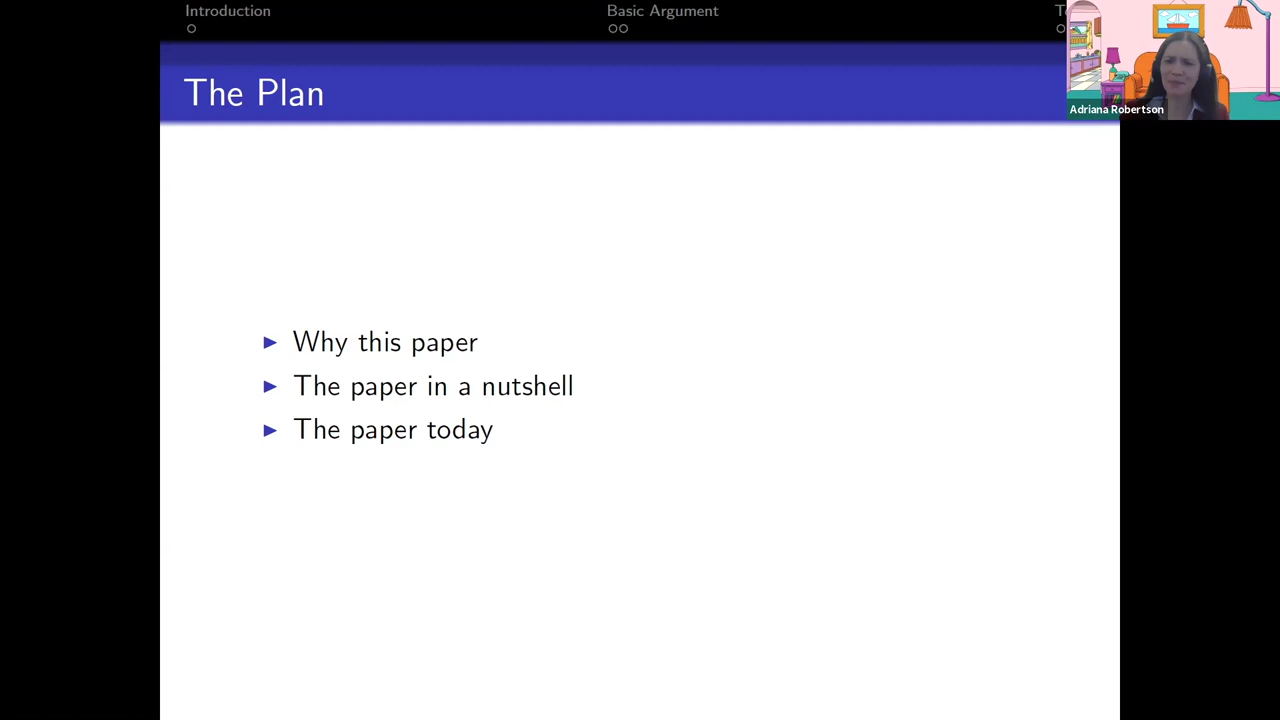 Introduction
Basic Argument
The Plan
Adriana Robertson
Why this paper
The paper in a nutshell
The paper today